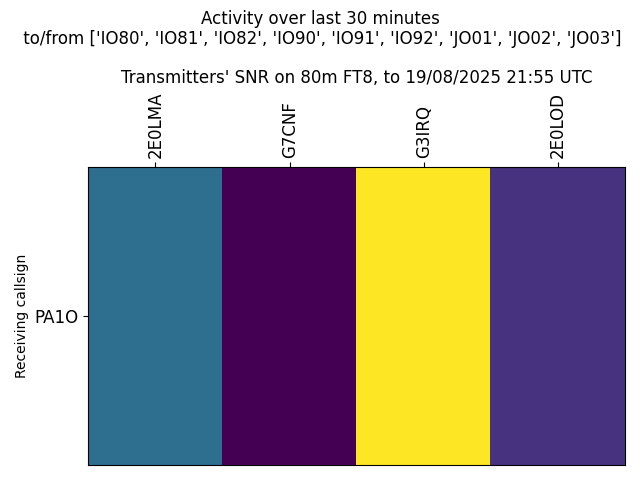 Activity over last 30 minutes
to/from ['IO80', 'IO81', 'IO82', 'IO90', 'IO91', 'IO92', 'JO01', 'JO02', 'JO03']
Transmitters' SNR on 80m FT8, to 19/08/2025 21:55 UTC
2E0LMA
G7CNF
G3IRQ
2E0LOD
Receiving callsign
PA1O